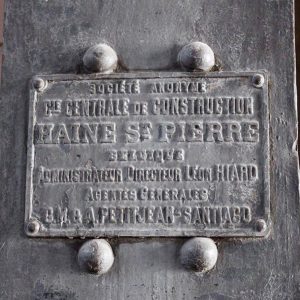 SOCIÉTÉ ANONYME
CIE CENTRALE DE CONSTRUCTION
HAINE ST PIERRE
BELGIQUE
ADMINISTRATEUR DIRECTEUR LÉON HIARD
AGENTES GENERALES
& A. PETITJEAN-SANTIAGO